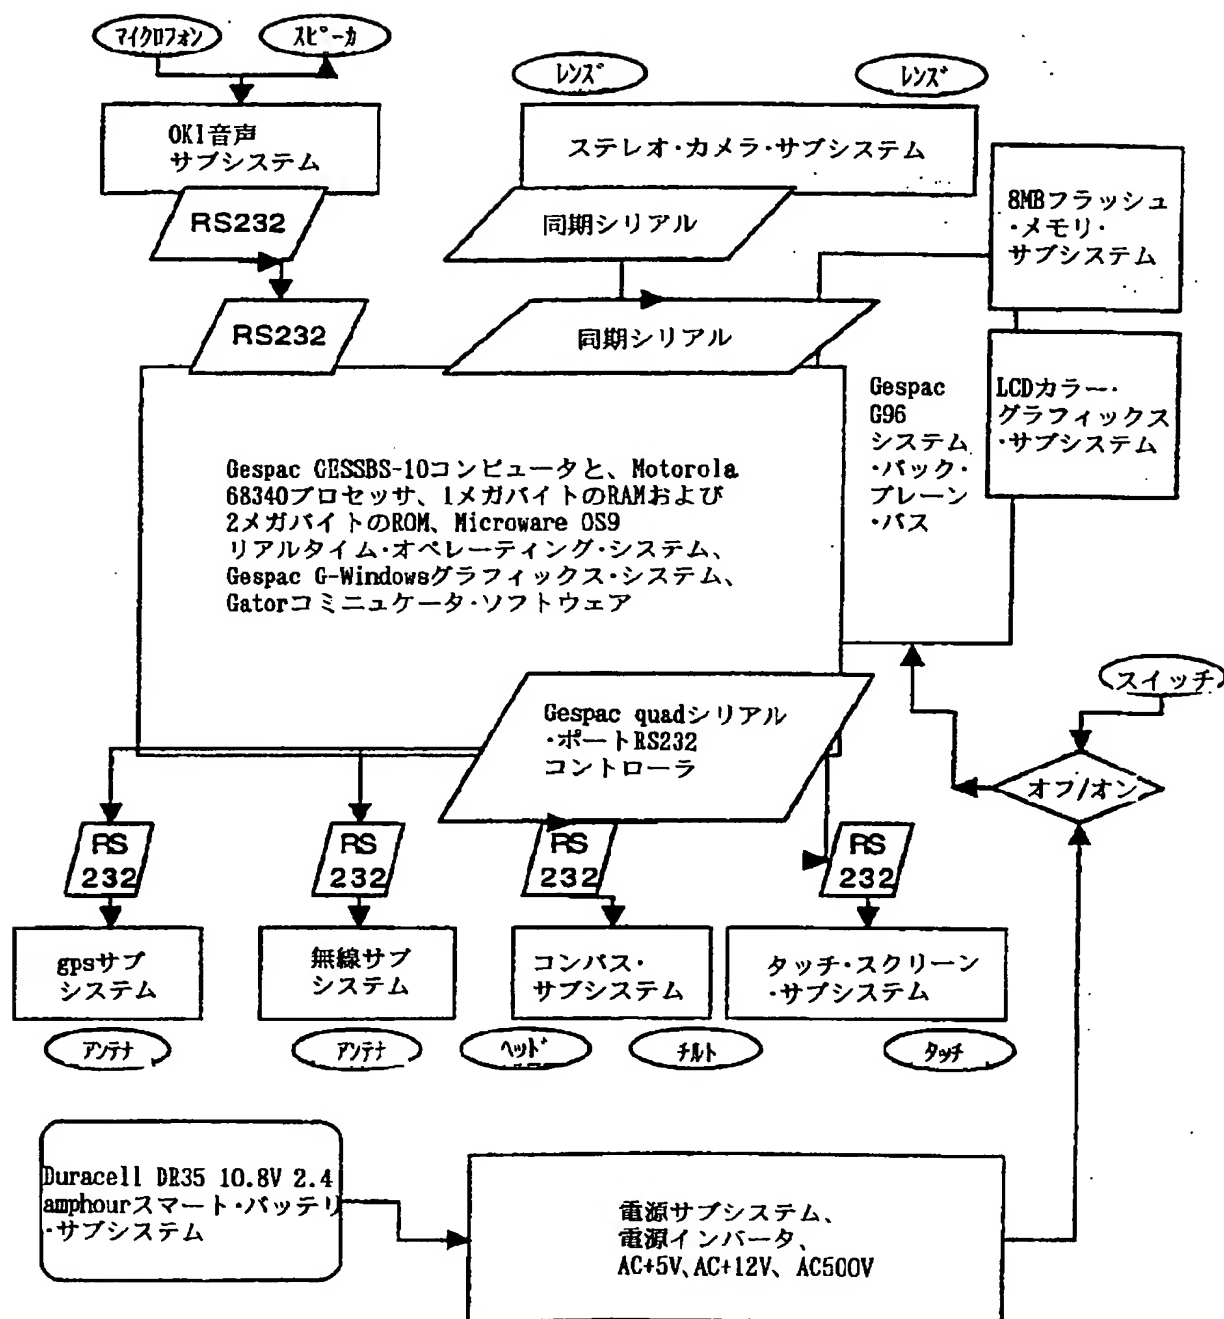 マイクロフォン
スピーカ
レンズ
レンズ
OKI音声
サブシステム
ステレオ・カメラ・サブシステム
8MBフラッシュ
・メモリ・
サブシステム
RS232
同期シリアル
RS232
同期シリアル
Gespac
G96
システム
・バック・
プレーン
・バス
LCDカラー・
グラフィックス
・サブシステム
Gespac GESSBS-10コンピュータと、Motorola
68340プロセッサ、1メガバイトのRAMおよび
2メガバイトのROM、Microware OS9
リアルタイム・オペレーティング・システム、
Gespac G-Windowsグラフィックス・システム、
Gatorコミニュケータ・ソフトウェア
スイッチ
Gespac quadシリアル
・ポートRS232
コントローラ
オフ/オン
RS
232
RS
232
RS
232
RS
232
gpsサブ
システム
無線サブ
システム
コンパス・
サブシステム
タッチ・スクリーン
・サブシステム
アンテナ
アンテナ
ヘッド
チルト
タッチ
Duracell DR35 10.8V 2.4
amphourスマート・バッテリ
・サブシステム
電源サブシステム、
電源インバータ、
AC+5V、AC+12V、AC500V